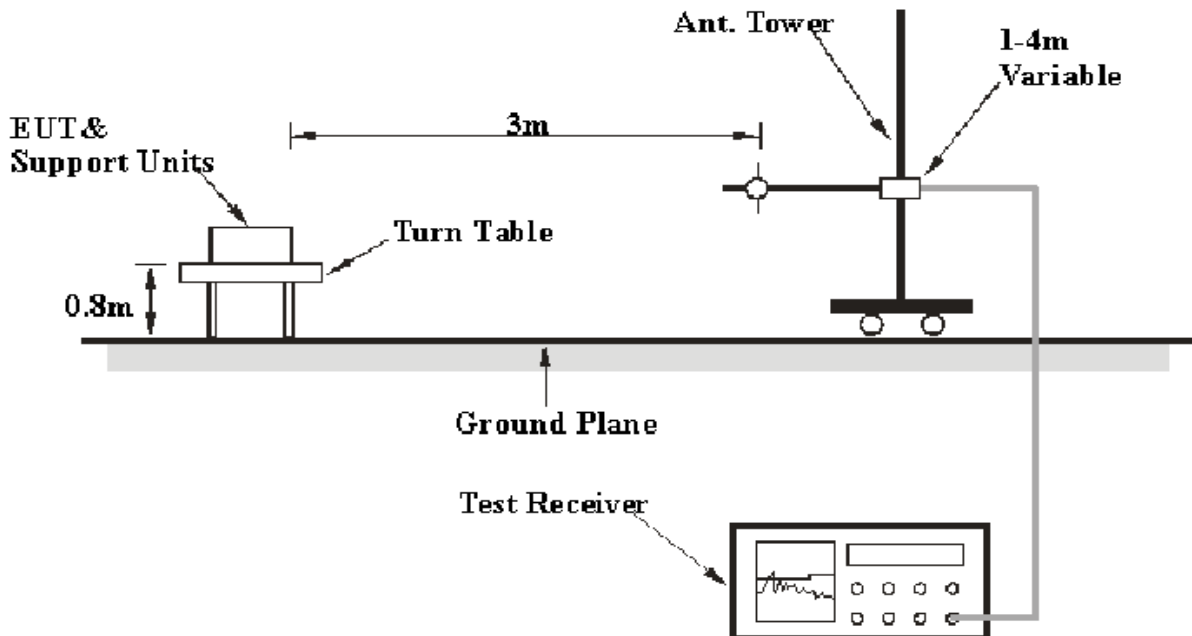 Ant. Tower
1-4m
Variable
3m
EUT&
Support Units
Turn Table
0.8m
Ground Plane
Test Receiver